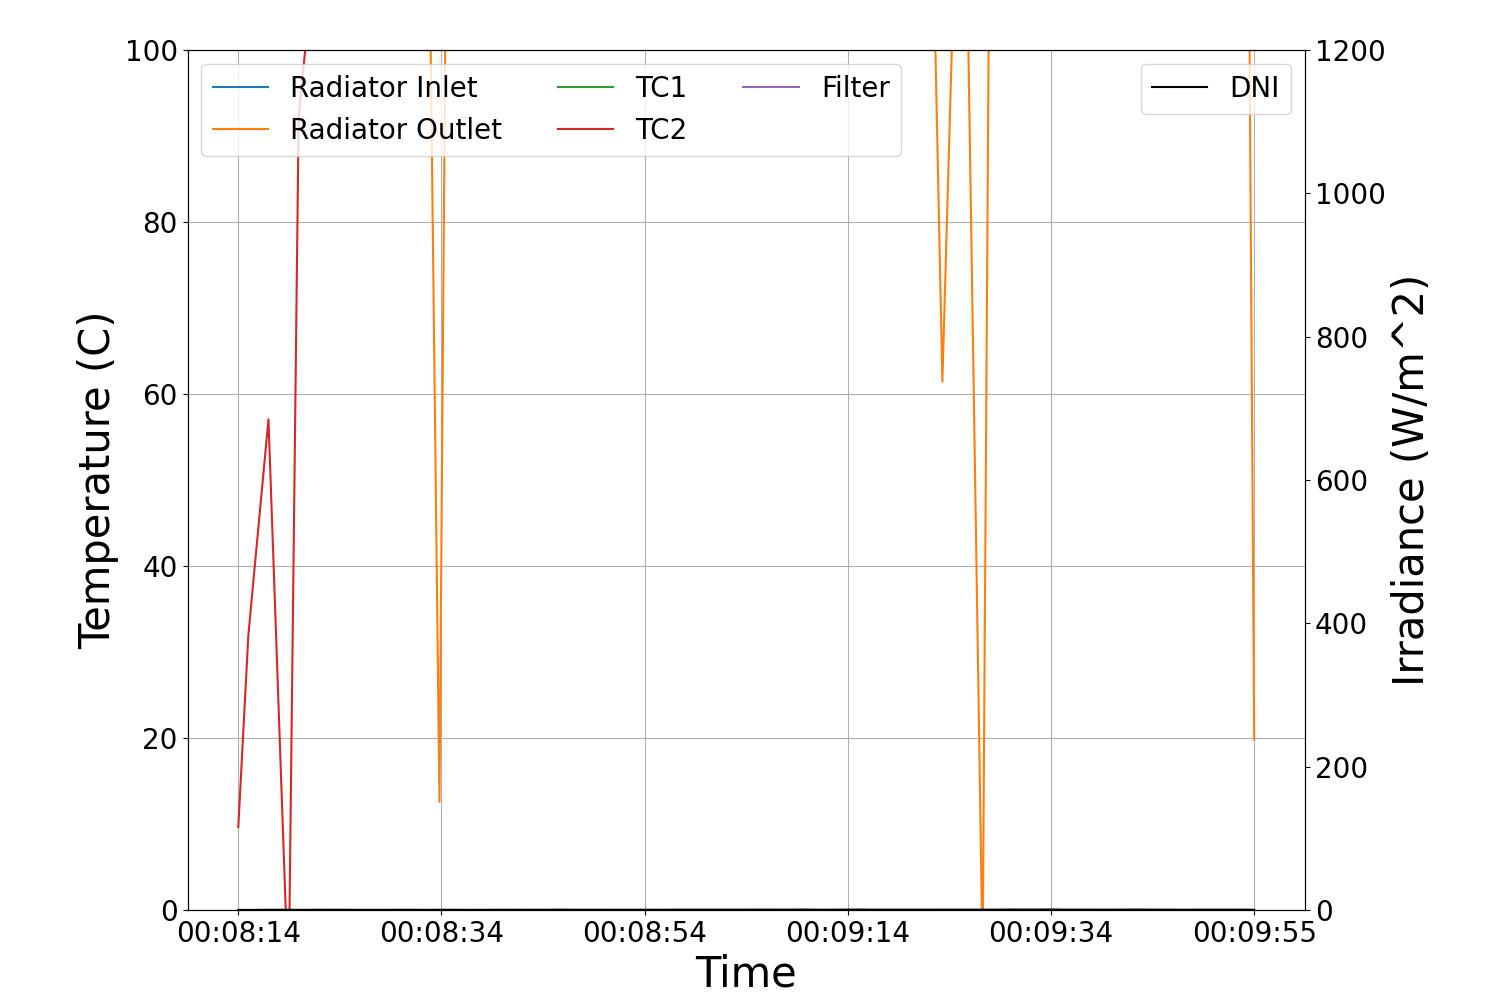 100
80
60
40
20
0
Temperature (C)
Radiator Inlet
Radiator Outlet
TC1
TC2
Filter
DNI
1200
1000
800
600
400
200
0
Irradiance (W/m^2)
00:08:14 00:08:34 00:08:54 00:09:14 00:09:34 00:09:55
Time